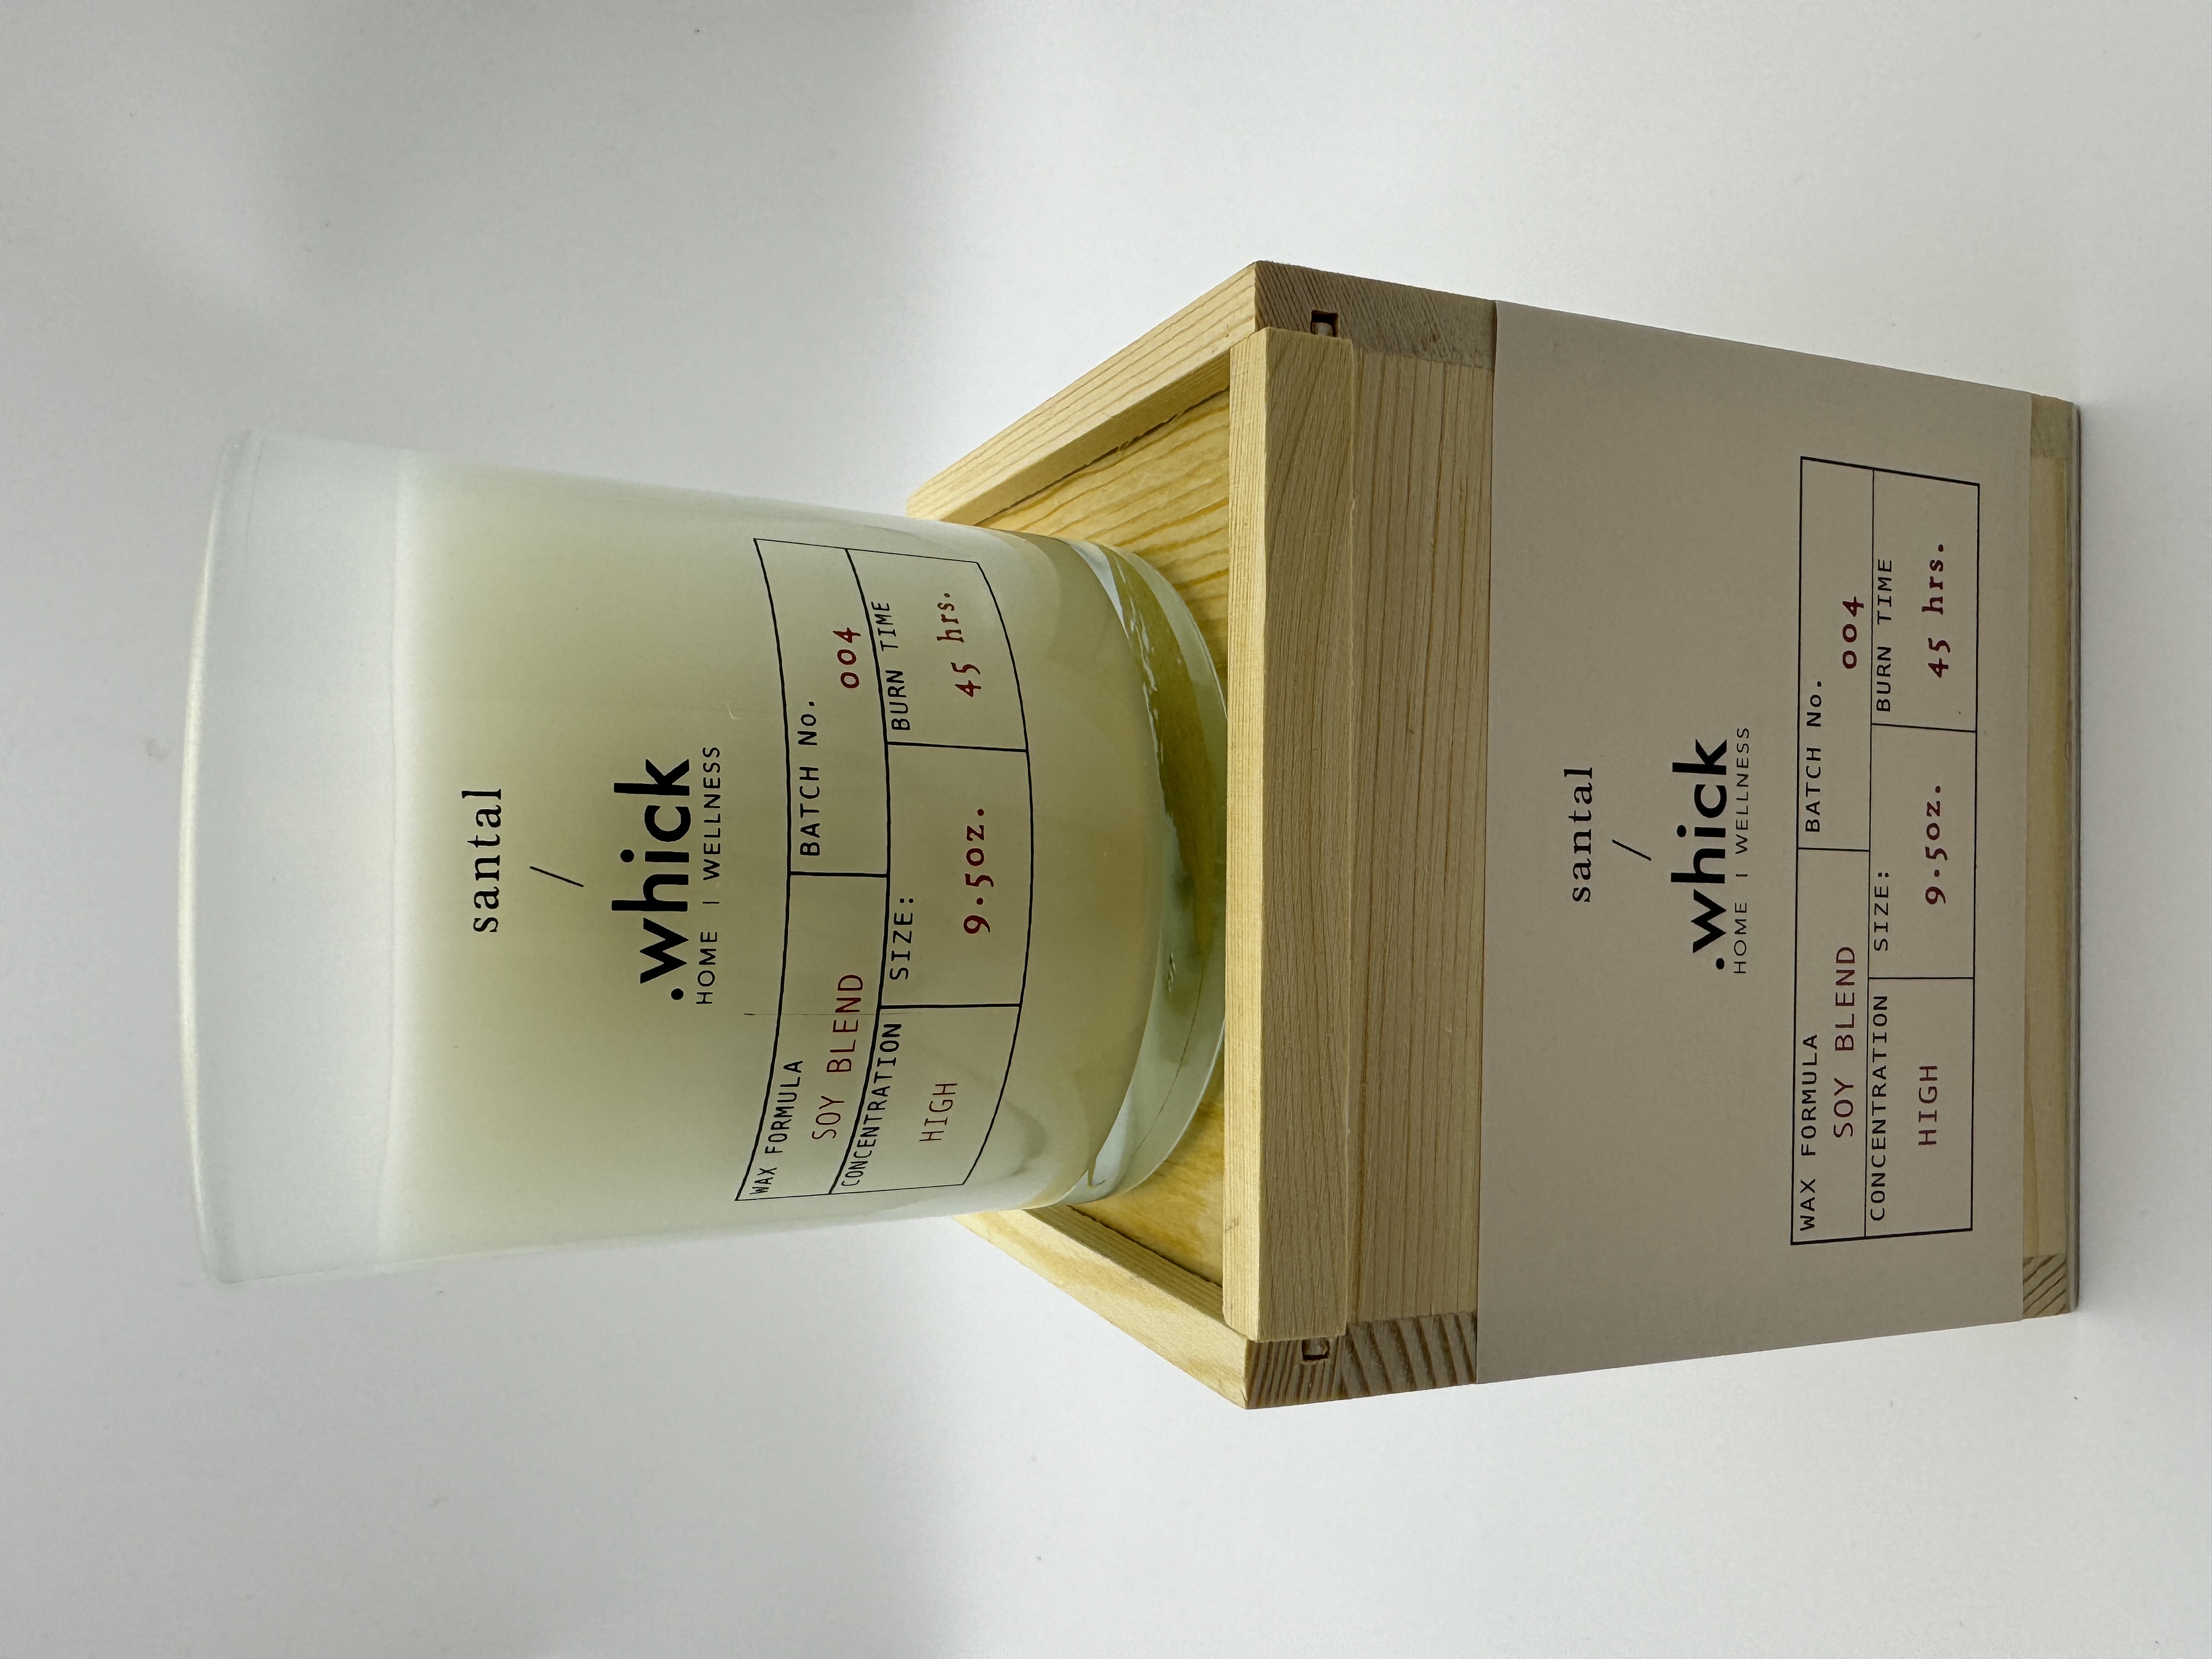 santal
/
.whick
HOME | WELLNESS
WAX FORMULA
SOY BLEND
BATCH No.
004
CONCENTRATION
HIGH
SIZE:
9.5oz.
BURN TIME
45 hrs.
santal
/
.whick
HOME | WELLNESS
WAX FORMULA
SOY BLEND
BATCH No.
004
CONCENTRATION
HIGH
SIZE:
9.5oz.
BURN TIME
45 hrs.